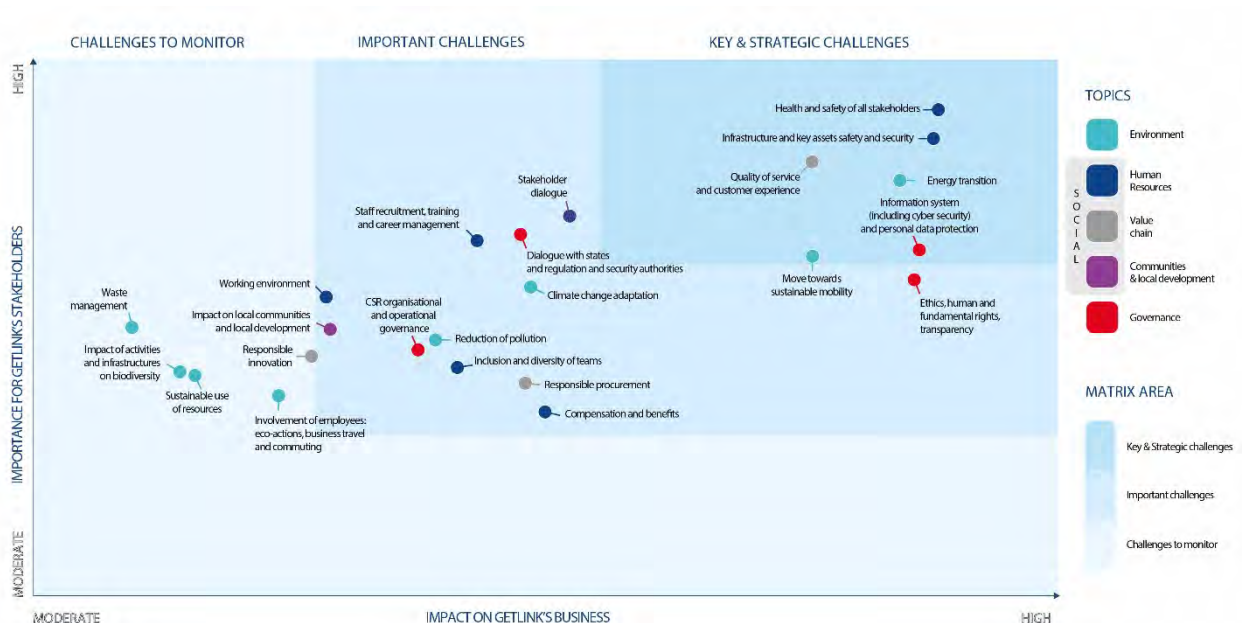 CHALLENGES TO MONITOR
IMPORTANT CHALLENGES
KEY & STRATEGIC CHALLENGES
HIGH
IMPORTANCE FOR GETLINK'S STAKEHOLDERS
MODERATE
Health and safety of all stakeholders
Infrastructure and key assets safety and security
Quality of service
and customer experience
Energy transition
Information system
(including cyber security)
and personal data protection
Move towards
sustainable mobility
Ethics, human and
fundamental rights,
transparency
Stakeholder
dialogue
Staff recruitment, training
and career management
Dialogue with states
and regulation and security authorities
Climate change adaptation
Working environment
Impact on local communities
and local development
CSR organisational
and operational
governance
Reduction of pollution
Responsible
innovation
Inclusion and diversity of teams
Responsible procurement
Compensation and benefits
Waste
management
Impact of activities
and infrastructures
on biodiversity
Sustainable use
of resources
Involvement of employees:
eco-actions, business travel
and commuting
MODERATE
IMPACT ON GETLINK'S BUSINESS
HIGH
TOPICS
Environment
SOCIAL
Human
Resources
Value
chain
Communities
& local development
Governance
MATRIX AREA
Key & Strategic challenges
Important challenges
Challenges to monitor